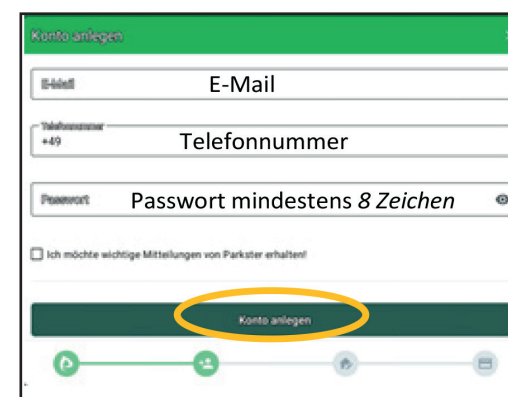 Konto anlegen
E-Mail E-Mail
Telefonnummer
+49 Telefonnummer
Passwort Passwort mindestens 8 Zeichen
Ich möchte wichtige Mitteilungen von Parkster erhalten!
Konto anlegen